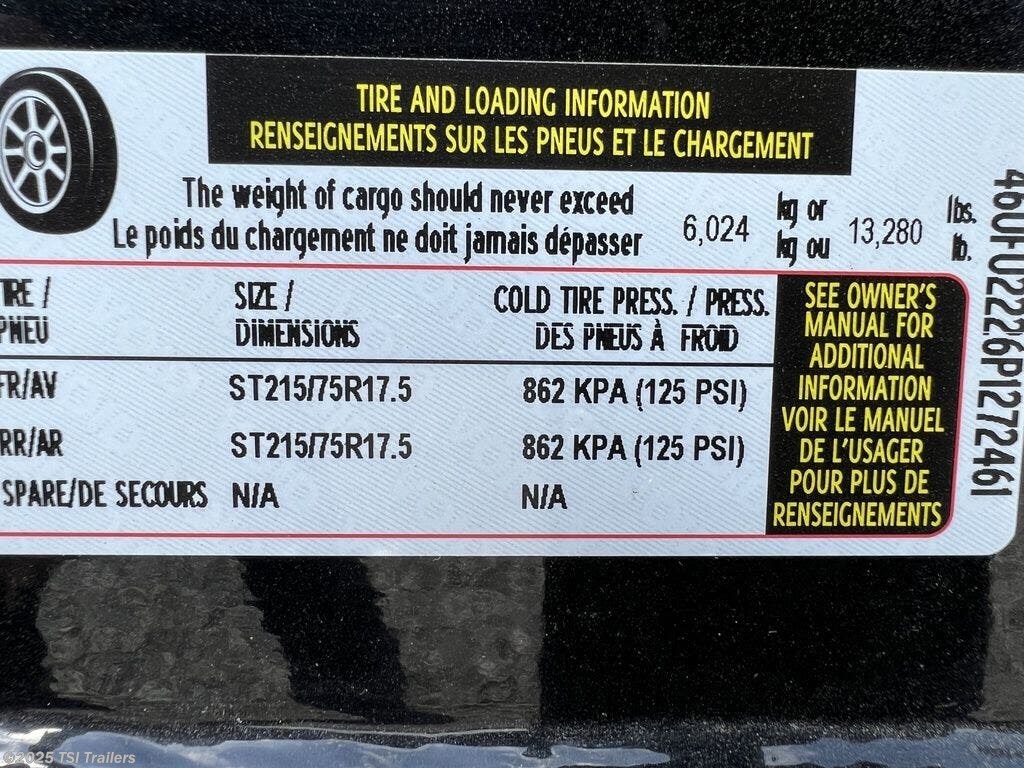 TIRE AND LOADING INFORMATION
RENSEIGNEMENTS SUR LES PNEUS ET LE CHARGEMENT
The weight of cargo should never exceed 6,024 kg or 13,280 lbs.
Le poids du chargement ne doit jamais dépasser kg ou lb.
TIRE / SIZE / COLD TIRE PRESS. / PRESS.
PNEU DIMENSIONS DES PNEUS À FROID
FR/AV ST215/75R17.5 862 KPA (125 PSI)
RR/AR ST215/75R17.5 862 KPA (125 PSI)
SPARE/DE SECOURS N/A N/A
SEE OWNER'S
MANUAL FOR
ADDITIONAL
INFORMATION
VOIR LE MANUEL
DE L'USAGER
POUR PLUS DE
RENSEIGNEMENTS
460FU2226P1272461
©2025 TSI Trailers